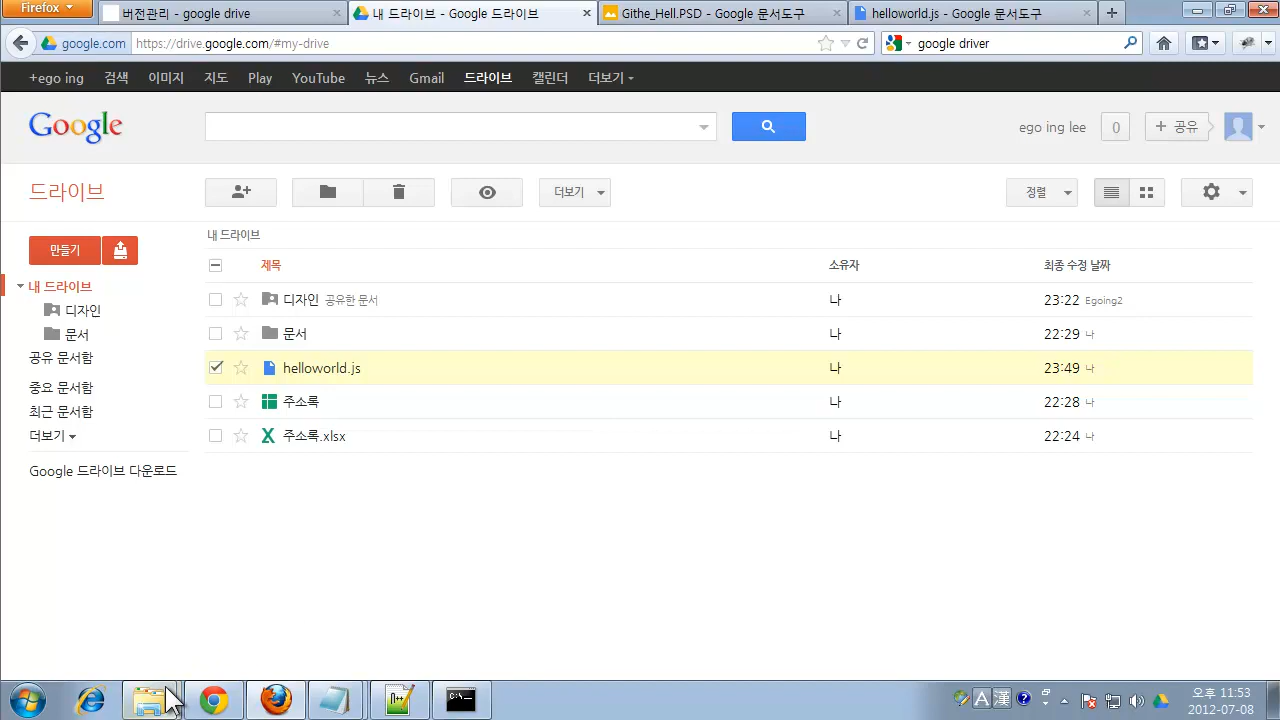 Firefox
버전관리 - google drive
내 드라이브 - Google 드라이브
Githe_Hell.PSD - Google 문서도구
helloworld.js - Google 문서도구
google.com
https://drive.google.com/#my-drive
google driver
+ego ing 검색 이미지 지도 Play YouTube 뉴스 Gmail 드라이브 캘린더 더보기
Google
ego ing lee 0 + 공유
드라이브
더보기
정렬
만들기
내 드라이브
디자인
문서
공유 문서함
중요 문서함
최근 문서함
더보기
Google 드라이브 다운로드
내 드라이브
제목 소유자 최종 수정 날짜
디자인 공유한 문서 나 23:22 Egoing2
문서 나 22:29 나
helloworld.js 나 23:49 나
주소록 나 22:28 나
주소록.xlsx 나 22:24 나
A 漢
오후 11:53
2012-07-08